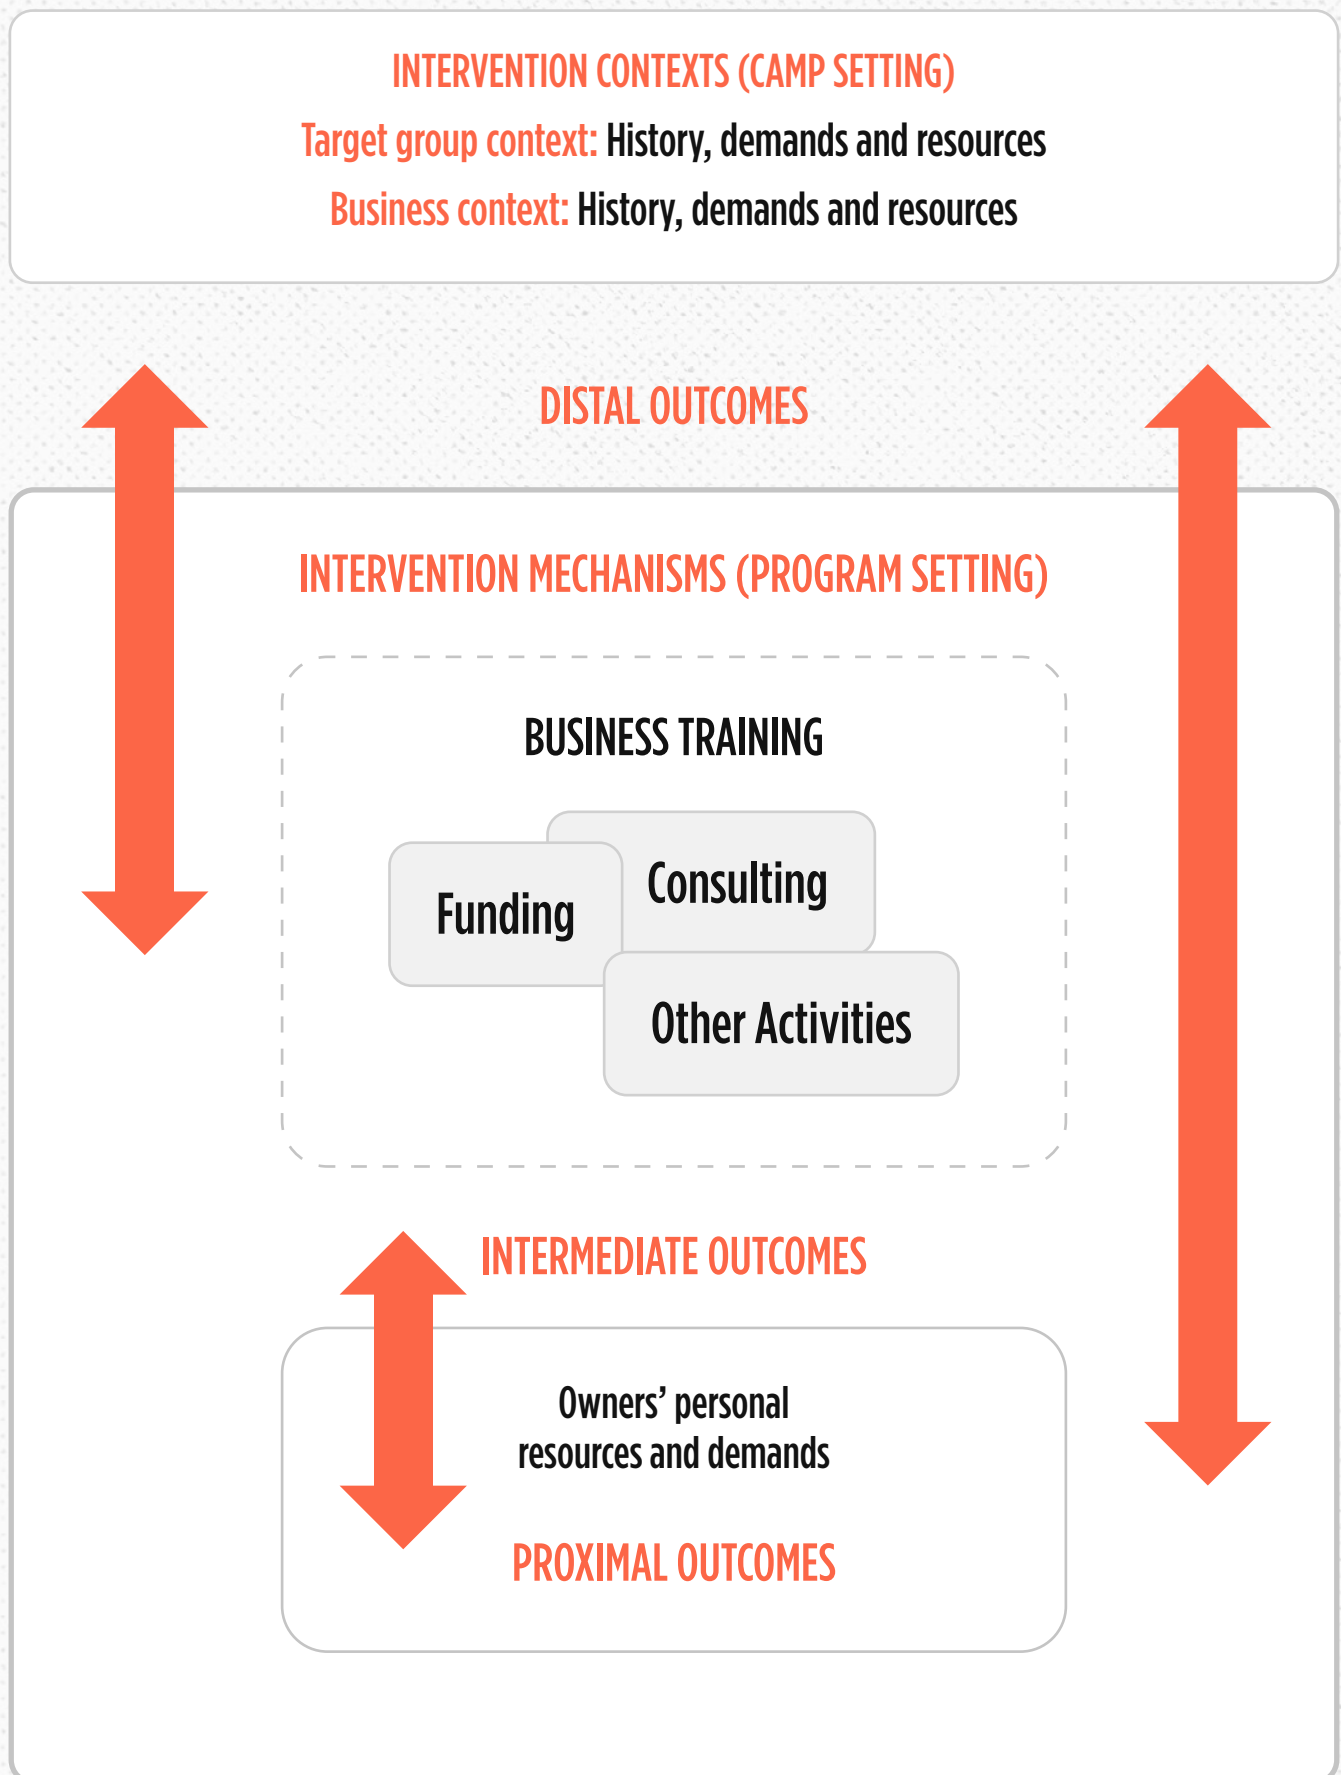 INTERVENTION CONTEXTS (CAMP SETTING)
Target group context: History, demands and resources
Business context: History, demands and resources
DISTAL OUTCOMES
INTERVENTION MECHANISMS (PROGRAM SETTING)
BUSINESS TRAINING
Consulting
Funding
Other Activities
INTERMEDIATE OUTCOMES
Owners’ personal
resources and demands
PROXIMAL OUTCOMES